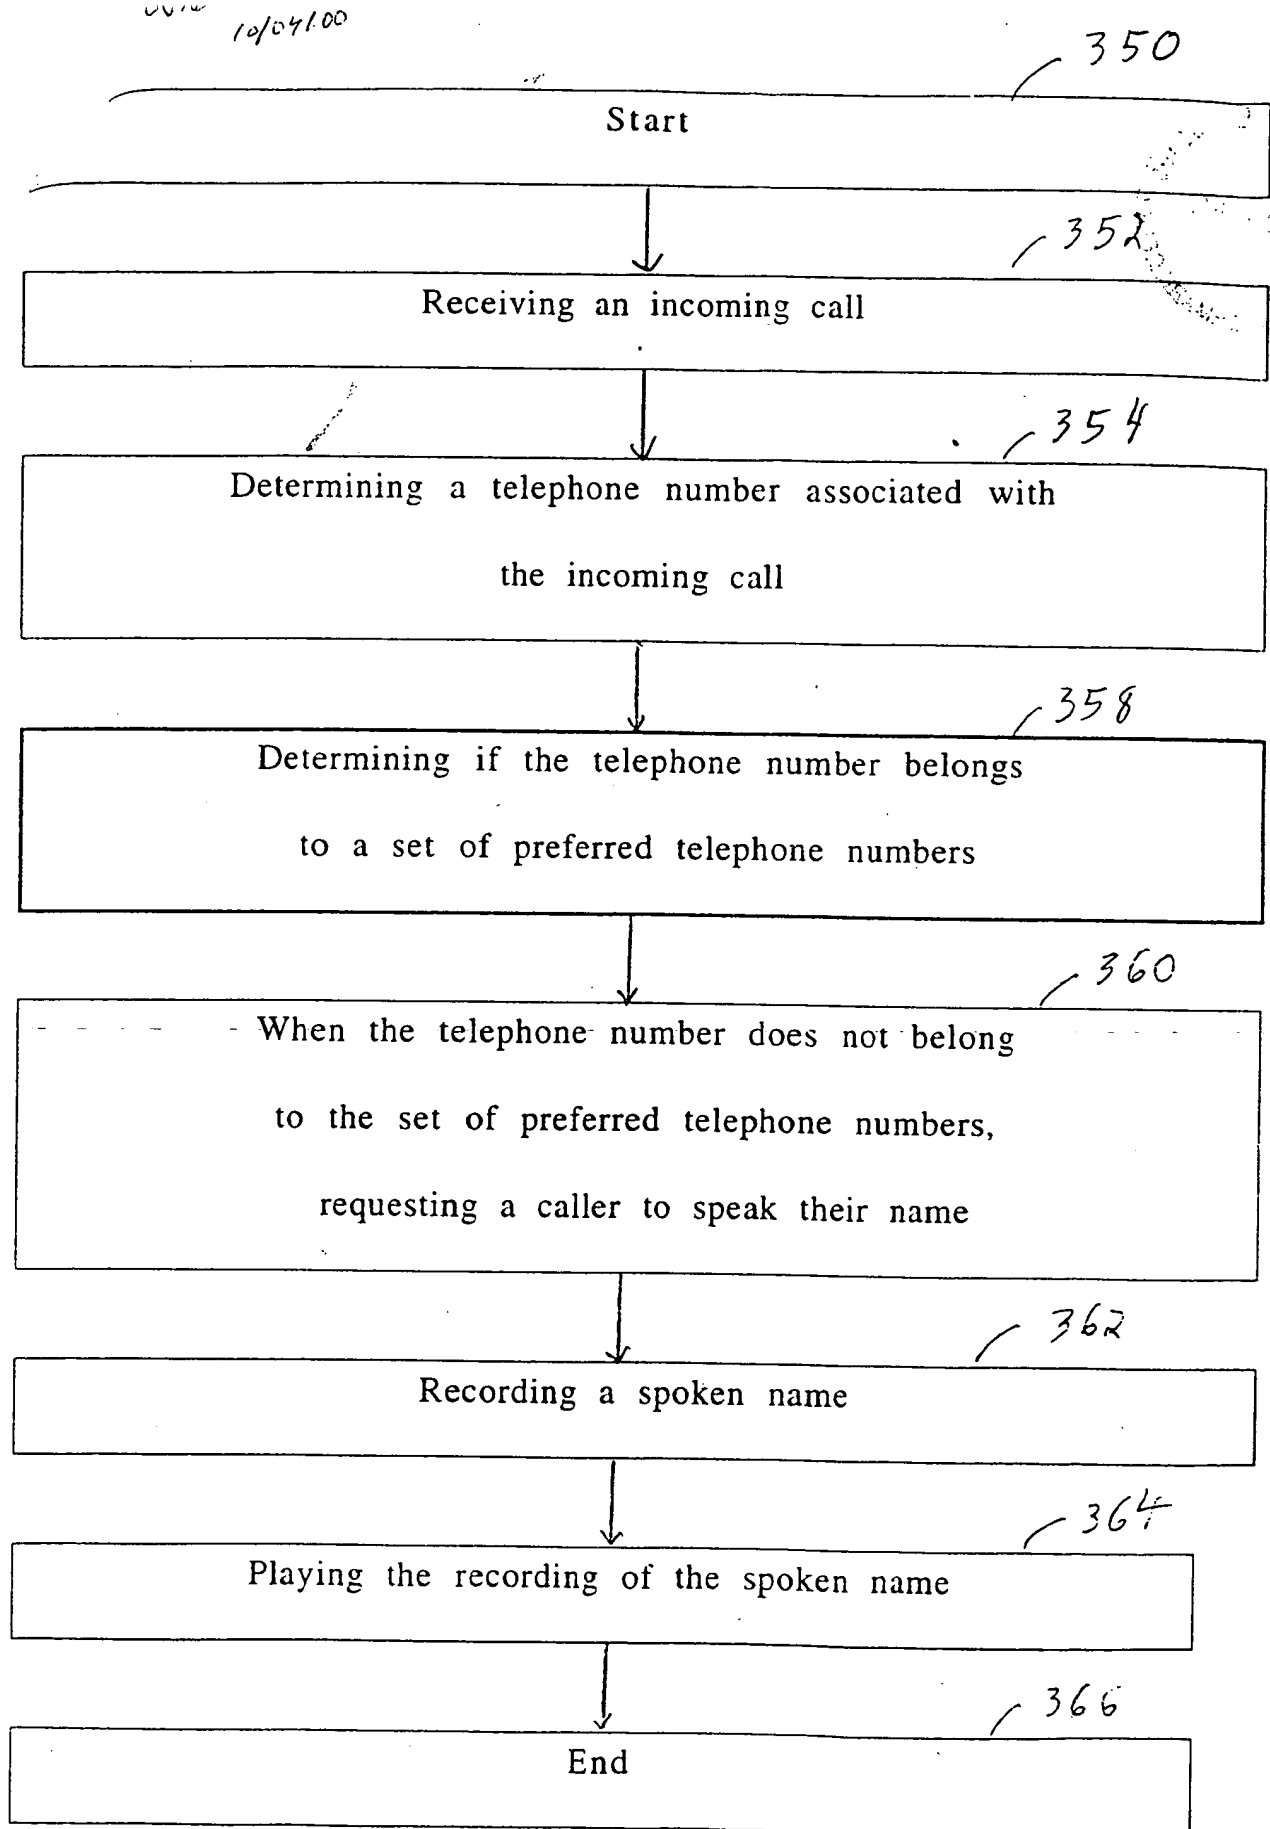 10/04/00
350
Start
352
Receiving an incoming call
354
Determining a telephone number associated with
the incoming call
358
Determining if the telephone number belongs
to a set of preferred telephone numbers
360
When the telephone number does not belong
to the set of preferred telephone numbers,
requesting a caller to speak their name
362
Recording a spoken name
364
Playing the recording of the spoken name
366
End